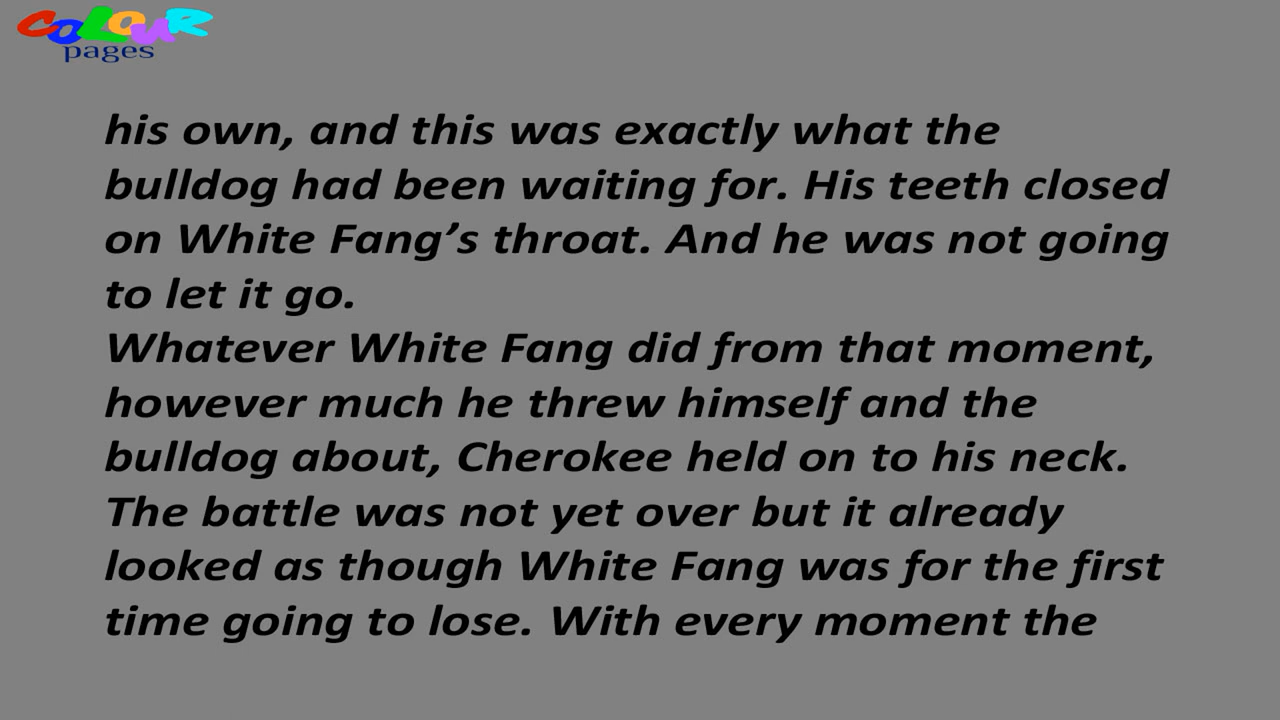 COLOUR
pages
his own, and this was exactly what the
bulldog had been waiting for. His teeth closed
on White Fang’s throat. And he was not going
to let it go.
Whatever White Fang did from that moment,
however much he threw himself and the
bulldog about, Cherokee held on to his neck.
The battle was not yet over but it already
looked as though White Fang was for the first
time going to lose. With every moment the